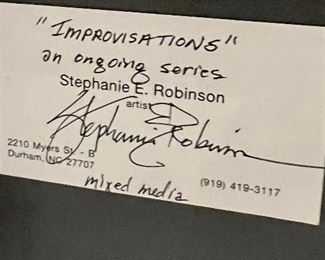 "IMPROVISATIONS"
an ongoing series
Stephanie E. Robinson
artist
Stephanie E Robinson
2210 Myers St - B
Durham, NC 27707
(919) 419-3117
mixed media